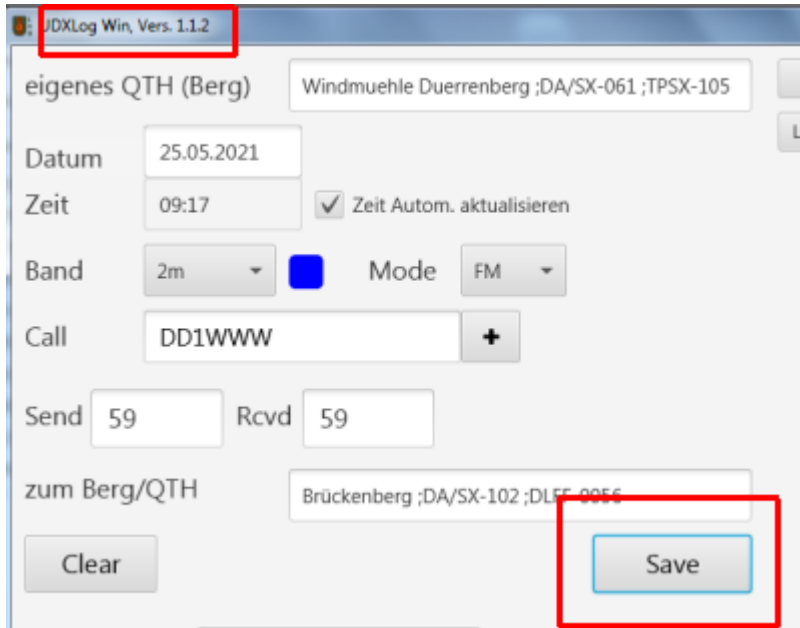 UDXLog Win, Vers. 1.1.2
eigenes QTH (Berg) Windmuehle Duerrenberg ;DA/SX-061 ;TPSX-105
Datum 25.05.2021
Zeit 09:17 Zeit Autom. aktualisieren
Band 2m Mode FM
Call DD1WWW +
Send 59 Rcvd 59
zum Berg/QTH Brückenberg ;DA/SX-102 ;DLFF-0056
Clear Save